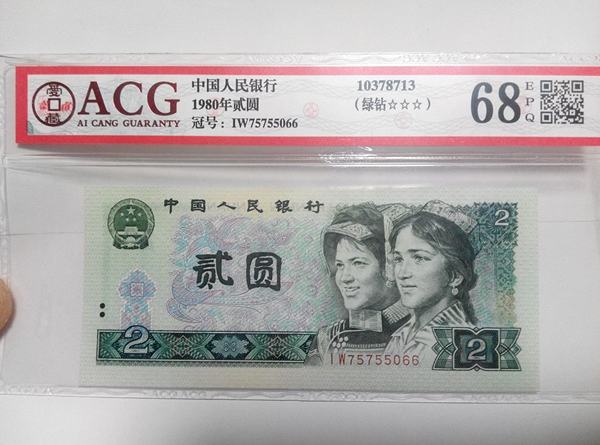 ACG
AI CANG GUARANTY
中国人民银行
1980年贰圆
冠号: IW75755066
10378713
(绿钻☆☆☆)
68
EPQ
中国人民银行
2
贰圆
2
IW75755066
2